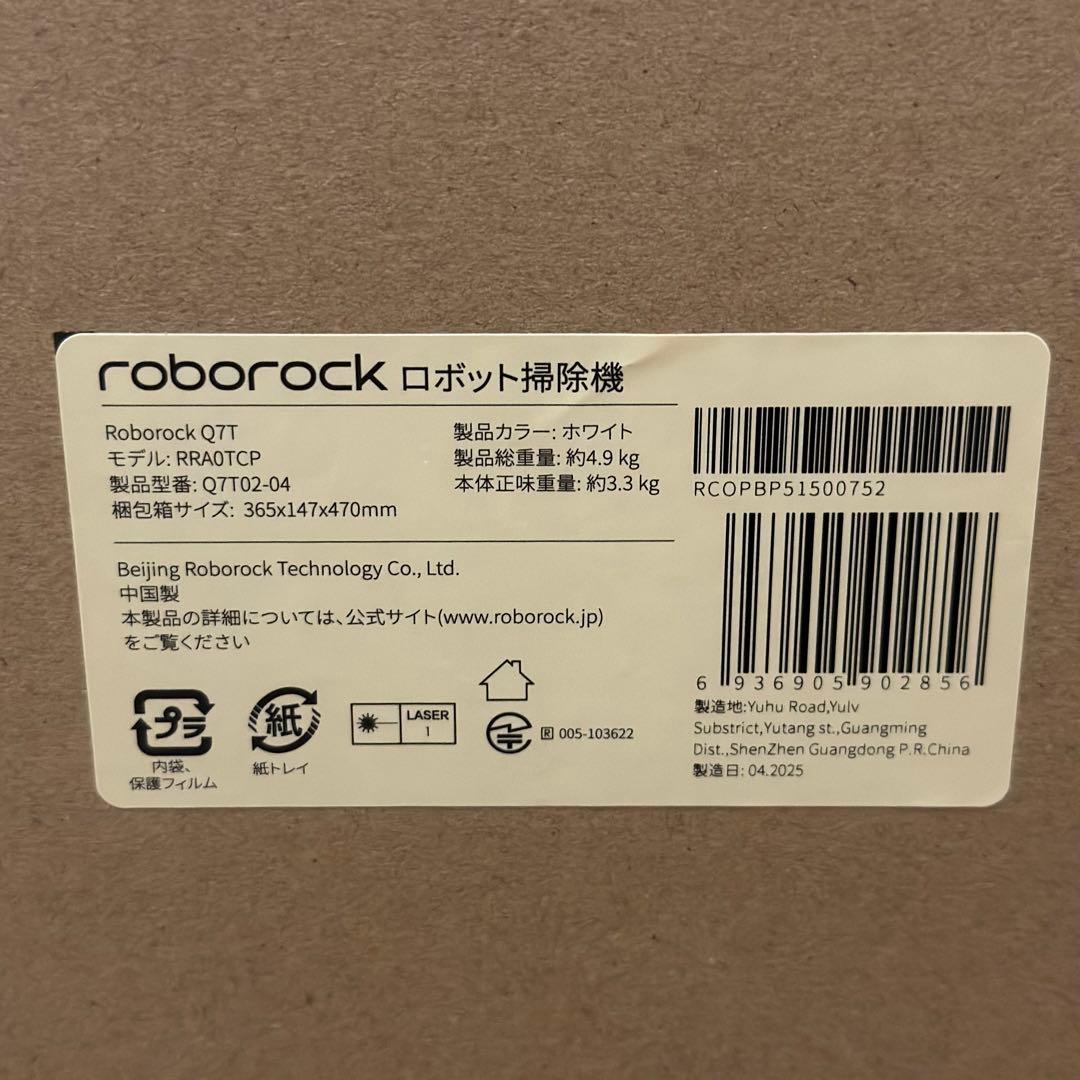 roborock ロボット掃除機
Roborock Q7T
モデル: RRA0TCP
製品型番: Q7T02-04
梱包箱サイズ: 365x147x470mm
製品カラー: ホワイト
製品総重量: 約4.9 kg
本体正味重量: 約3.3 kg
Beijing Roborock Technology Co., Ltd.
中国製
本製品の詳細については、公式サイト(www.roborock.jp)
をご覧ください
プラ
内袋、
保護フィルム
紙
紙トレイ
LASER
1
R 005-103622
RCOPBP51500752
6 936905 902856
製造地:Yuhu Road,Yulv
Substrict,Yutang st.,Guangming
Dist.,ShenZhen Guangdong P.R.China
製造日: 04.2025